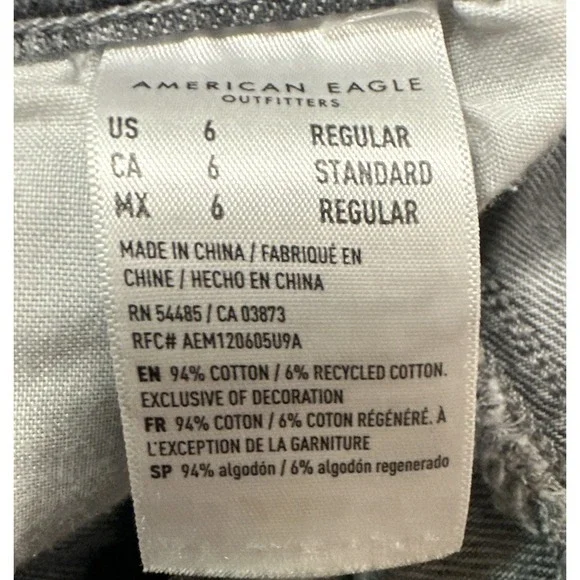 AMERICAN EAGLE
OUTFITTERS
US 6 REGULAR
CA 6 STANDARD
MX 6 REGULAR
MADE IN CHINA / FABRIQUÉ EN
CHINE / HECHO EN CHINA
RN 54485 / CA 03873
RFC# AEM120605U9A
EN 94% COTTON / 6% RECYCLED COTTON.
EXCLUSIVE OF DECORATION
FR 94% COTON / 6% COTON RÉGÉNÉRÉ. À
L'EXCEPTION DE LA GARNITURE
SP 94% algodón / 6% algodón regenerado